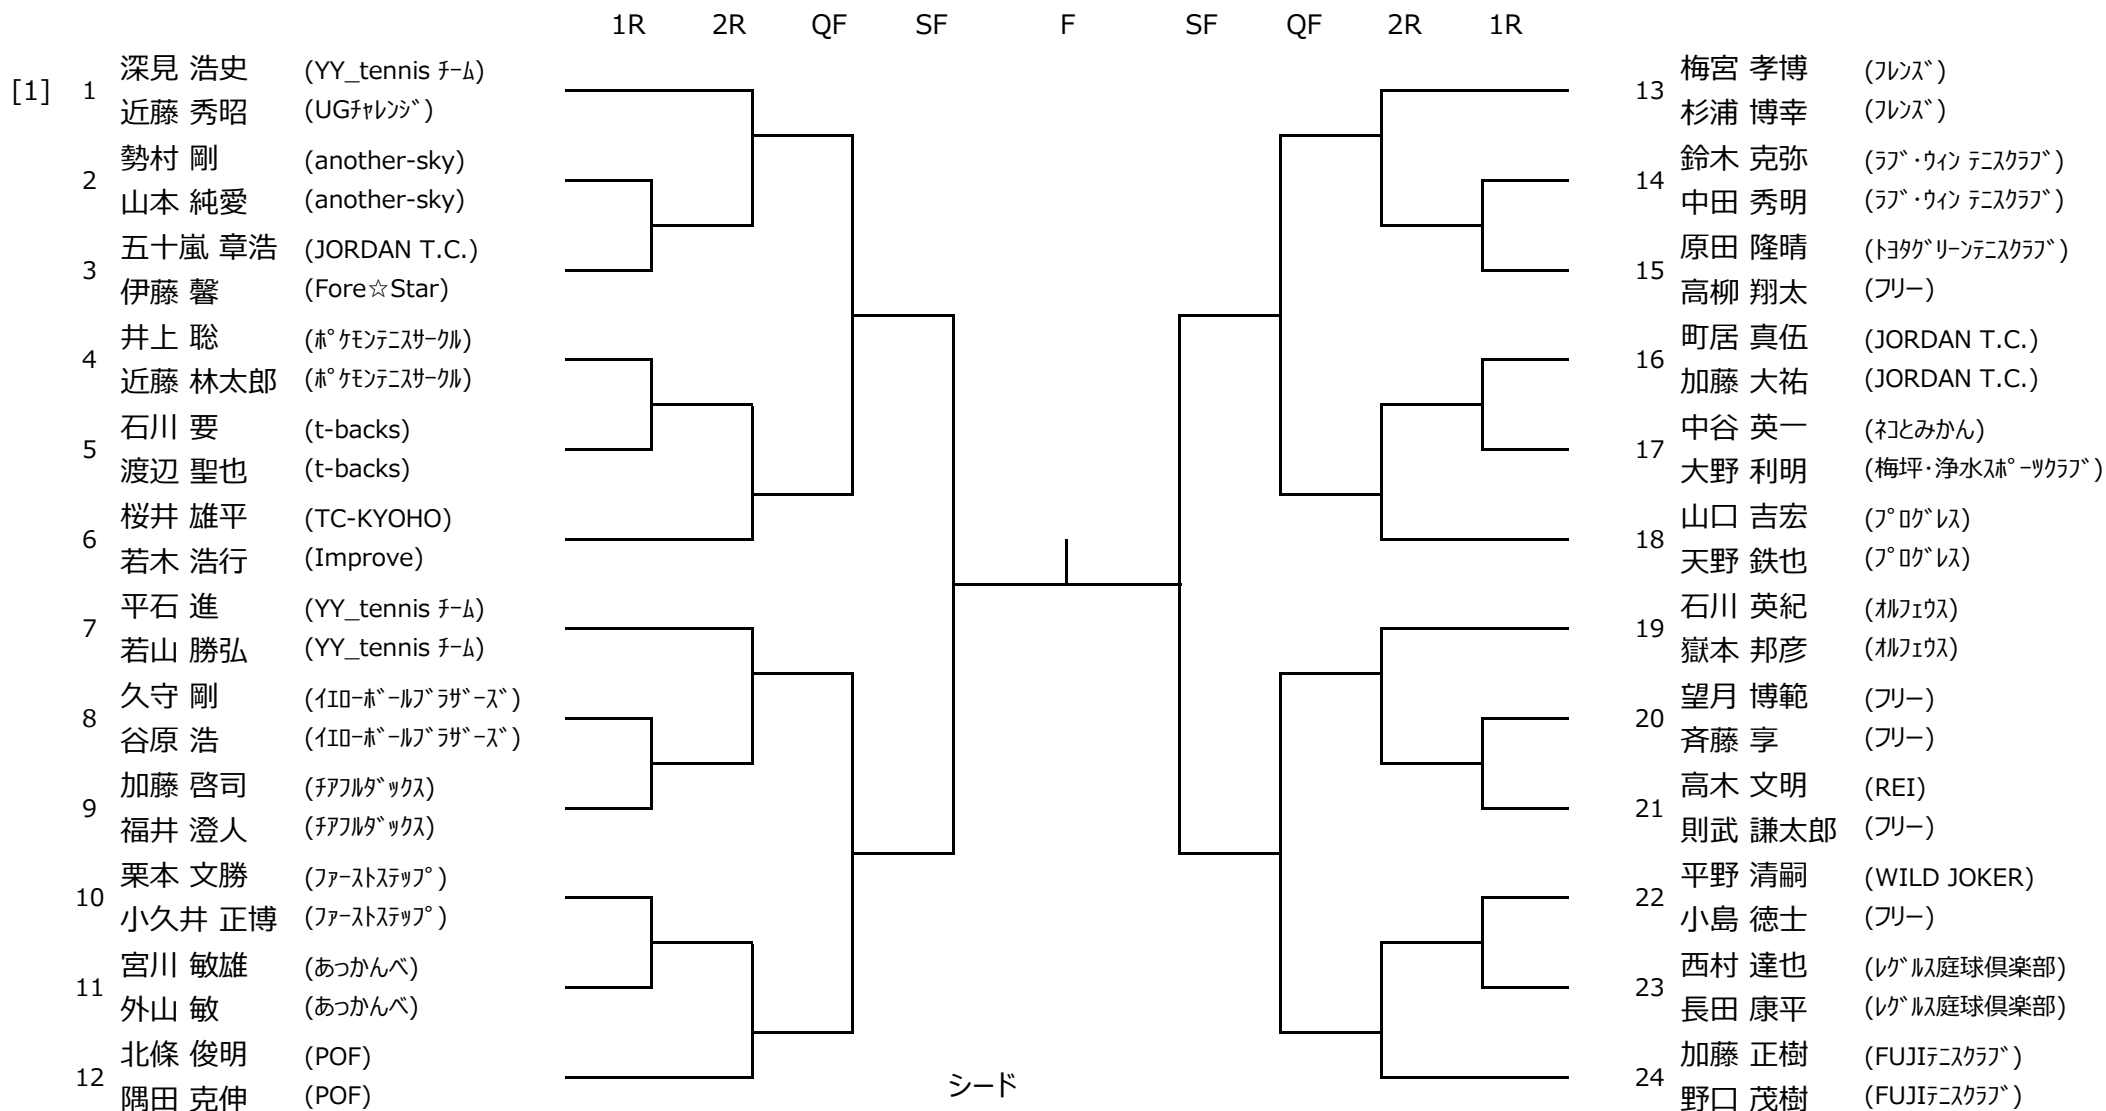 1R 2R QF SF F SF QF 2R 1R
[1] 1 深見 浩史 (YY_tennis ﾁｰﾑ)
近藤 秀昭 (UGﾁｬﾚﾝｼﾞ)
2 勢村 剛 (another-sky)
山本 純愛 (another-sky)
3 五十嵐 章浩 (JORDAN T.C.)
伊藤 馨 (Fore☆Star)
4 井上 聡 (ﾎﾟｹﾓﾝﾃﾆｽｻｰｸﾙ)
近藤 林太郎 (ﾎﾟｹﾓﾝﾃﾆｽｻｰｸﾙ)
5 石川 要 (t-backs)
渡辺 聖也 (t-backs)
6 桜井 雄平 (TC-KYOHO)
若木 浩行 (Improve)
7 平石 進 (YY_tennis ﾁｰﾑ)
若山 勝弘 (YY_tennis ﾁｰﾑ)
8 久守 剛 (ｲｴﾛｰﾎﾞｰﾙﾌﾞﾗｻﾞｰｽﾞ)
谷原 浩 (ｲｴﾛｰﾎﾞｰﾙﾌﾞﾗｻﾞｰｽﾞ)
9 加藤 啓司 (ﾁｱﾌﾙﾀﾞｯｸｽ)
福井 澄人 (ﾁｱﾌﾙﾀﾞｯｸｽ)
10 栗本 文勝 (ﾌｧｰｽﾄｽﾃｯﾌﾟ)
小久井 正博 (ﾌｧｰｽﾄｽﾃｯﾌﾟ)
11 宮川 敏雄 (あっかんべ)
外山 敏 (あっかんべ)
12 北條 俊明 (POF)
隅田 克伸 (POF)
シード
13 梅宮 孝博 (ﾌﾚﾝｽﾞ)
杉浦 博幸 (ﾌﾚﾝｽﾞ)
14 鈴木 克弥 (ﾗﾌﾞ･ｳｨﾝ ﾃﾆｽｸﾗﾌﾞ)
中田 秀明 (ﾗﾌﾞ･ｳｨﾝ ﾃﾆｽｸﾗﾌﾞ)
15 原田 隆晴 (ﾄﾖﾀｸﾞﾘｰﾝﾃﾆｽｸﾗﾌﾞ)
高柳 翔太 (フリー)
16 町居 真伍 (JORDAN T.C.)
加藤 大祐 (JORDAN T.C.)
17 中谷 英一 (ﾈｺとみかん)
大野 利明 (梅坪･浄水ｽﾎﾟｰﾂｸﾗﾌﾞ)
18 山口 吉宏 (ﾌﾟﾛｸﾞﾚｽ)
天野 鉄也 (ﾌﾟﾛｸﾞﾚｽ)
19 石川 英紀 (ｵﾙﾌｪｳｽ)
嶽本 邦彦 (ｵﾙﾌｪｳｽ)
20 望月 博範 (フリー)
斉藤 享 (フリー)
21 高木 文明 (REI)
則武 謙太郎 (フリー)
22 平野 清嗣 (WILD JOKER)
小島 徳士 (フリー)
23 西村 達也 (ﾚｸﾞﾙｽ庭球倶楽部)
長田 康平 (ﾚｸﾞﾙｽ庭球倶楽部)
24 加藤 正樹 (FUJIﾃﾆｽｸﾗﾌﾞ)
野口 茂樹 (FUJIﾃﾆｽｸﾗﾌﾞ)